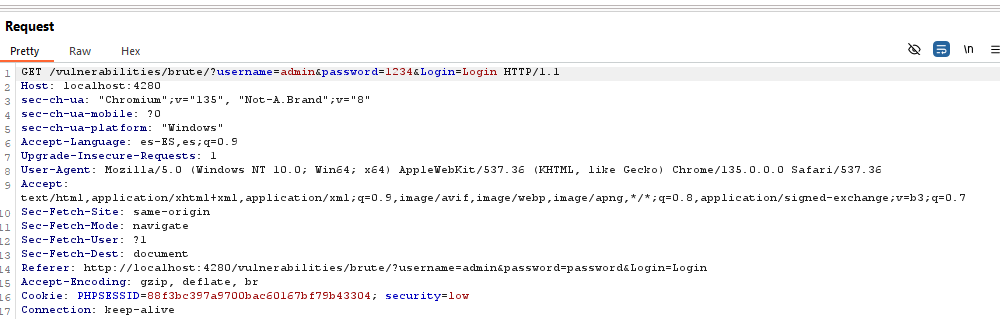 Request
Pretty Raw Hex \n
1 GET /vulnerabilities/brute/?username=admin&password=1234&Login=Login HTTP/1.1
2 Host: localhost:4280
3 sec-ch-ua: "Chromium";v="135", "Not-A.Brand";v="8"
4 sec-ch-ua-mobile: ?0
5 sec-ch-ua-platform: "Windows"
6 Accept-Language: es-ES,es;q=0.9
7 Upgrade-Insecure-Requests: 1
8 User-Agent: Mozilla/5.0 (Windows NT 10.0; Win64; x64) AppleWebKit/537.36 (KHTML, like Gecko) Chrome/135.0.0.0 Safari/537.36
9 Accept:
text/html,application/xhtml+xml,application/xml;q=0.9,image/avif,image/webp,image/apng,*/*;q=0.8,application/signed-exchange;v=b3;q=0.7
10 Sec-Fetch-Site: same-origin
11 Sec-Fetch-Mode: navigate
12 Sec-Fetch-User: ?1
13 Sec-Fetch-Dest: document
14 Referer: http://localhost:4280/vulnerabilities/brute/?username=admin&password=password&Login=Login
15 Accept-Encoding: gzip, deflate, br
16 Cookie: PHPSESSID=88f3bc397a9700bac60167bf79b43304; security=low
17 Connection: keep-alive